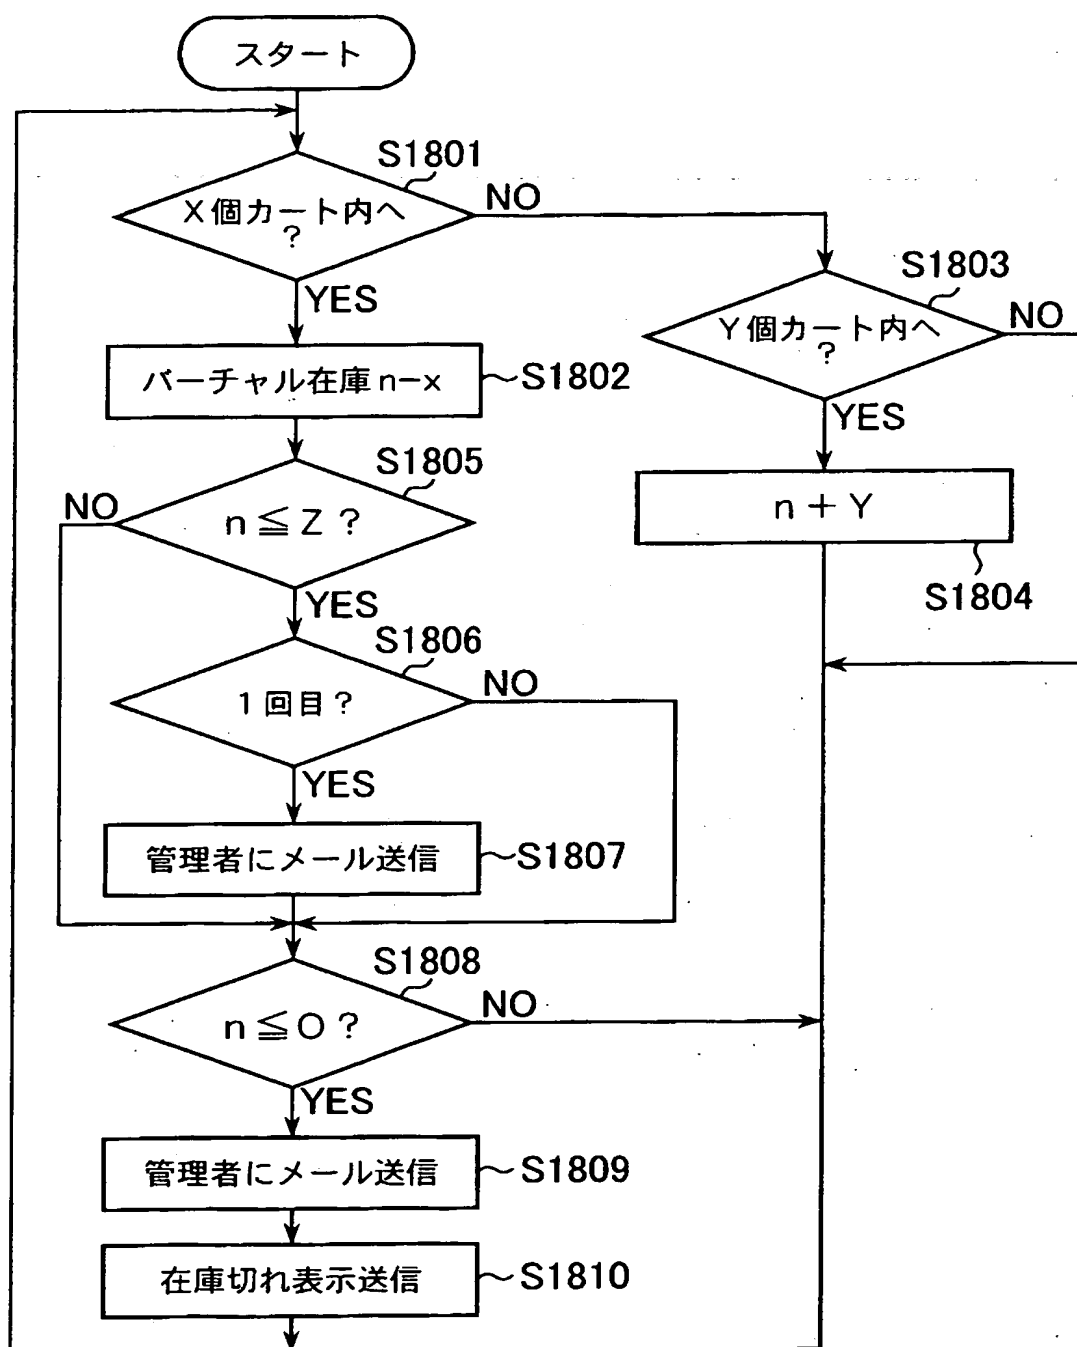 スタート
S1801
X個カート内へ
?
NO
YES
S1803
Y個カート内へ
?
NO
YES
バーチャル在庫n-x
S1802
n+Y
S1804
S1805
n≦Z?
NO
YES
S1806
1回目?
NO
YES
管理者にメール送信
S1807
S1808
n≦O?
NO
YES
管理者にメール送信
S1809
在庫切れ表示送信
S1810